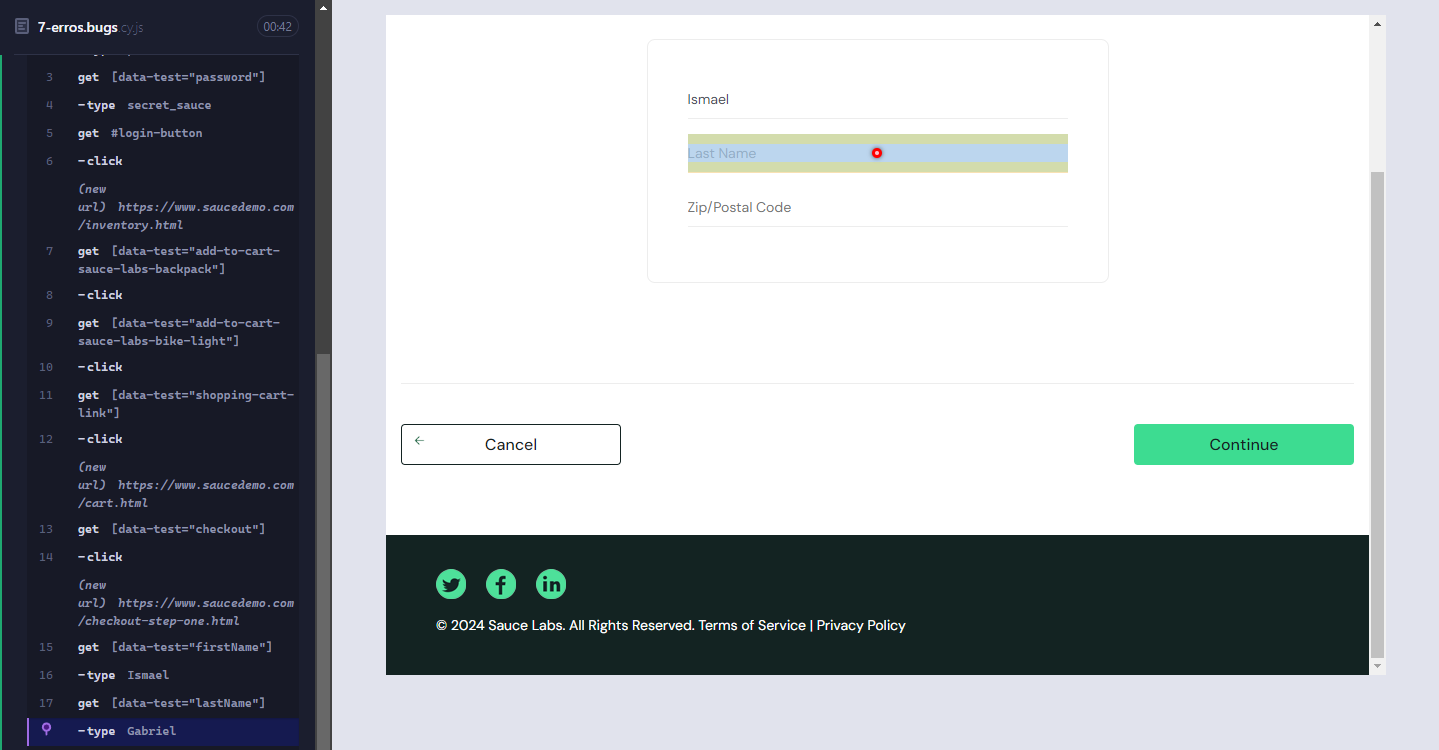 7-erros.bugs.cy.js
00:42
3 get [data-test="password"]
4 -type secret_sauce
5 get #login-button
6 -click
(new
url) https://www.saucedemo.com
/inventory.html
7 get [data-test="add-to-cart-
sauce-labs-backpack"]
8 -click
9 get [data-test="add-to-cart-
sauce-labs-bike-light"]
10 -click
11 get [data-test="shopping-cart-
link"]
12 -click
(new
url) https://www.saucedemo.com
/cart.html
13 get [data-test="checkout"]
14 -click
(new
url) https://www.saucedemo.com
/checkout-step-one.html
15 get [data-test="firstName"]
16 -type Ismael
17 get [data-test="lastName"]
-type Gabriel
Ismael
Last Name
Zip/Postal Code
Cancel
Continue
© 2024 Sauce Labs. All Rights Reserved. Terms of Service | Privacy Policy